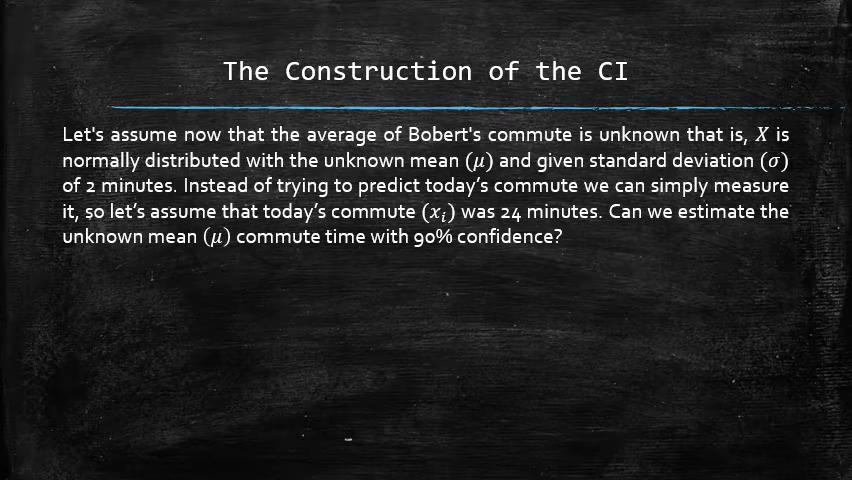 The Construction of the CI
Let's assume now that the average of Bobert's commute is unknown that is, X is
normally distributed with the unknown mean (μ) and given standard deviation (σ)
of 2 minutes. Instead of trying to predict today’s commute we can simply measure
it, so let’s assume that today’s commute (xᵢ) was 24 minutes. Can we estimate the
unknown mean (μ) commute time with 90% confidence?